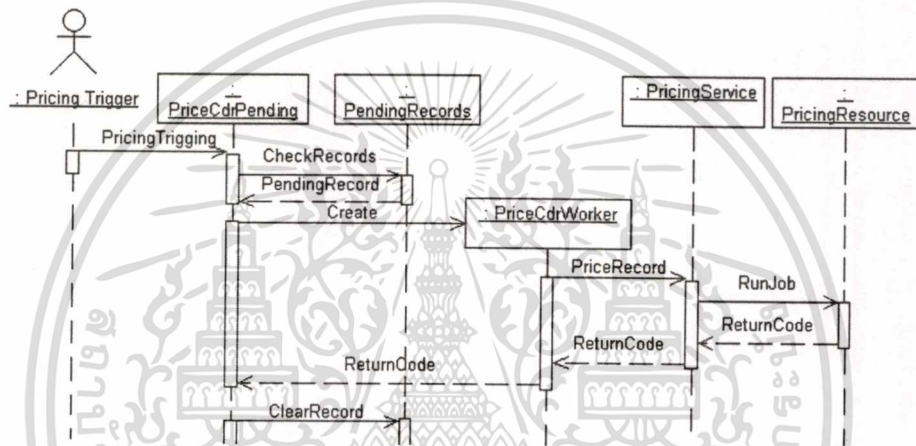 : Pricing Trigger
:
PriceCdrPending
:
PendingRecords
: PricingService
:
PricingResource
PricingTrigging
CheckRecords
PendingRecord
Create
: PriceCdrWorker
PriceRecord
RunJob
ReturnCode
ReturnCode
ReturnCode
ClearRecord